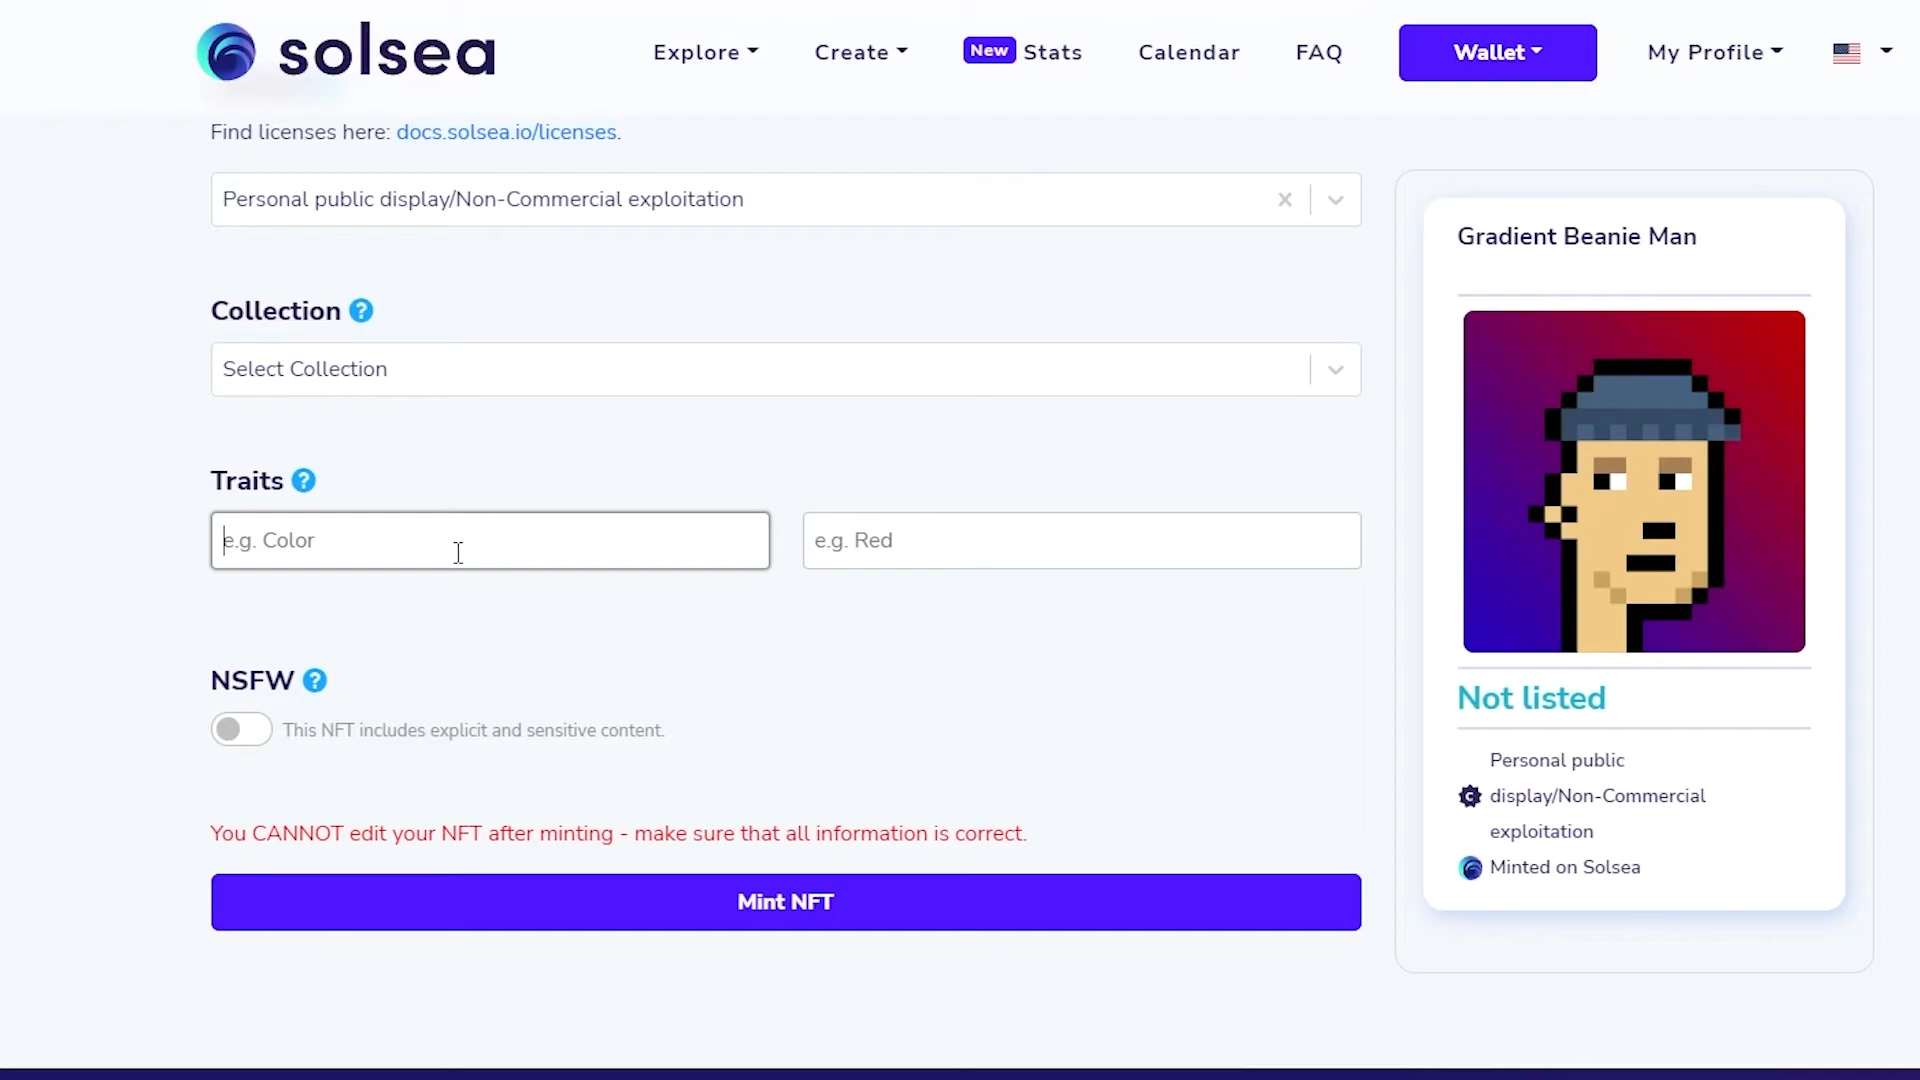 solsea
Explore
Create
New Stats
Calendar
FAQ
Wallet
My Profile
Find licenses here: docs.solsea.io/licenses.
Personal public display/Non-Commercial exploitation
Collection ?
Select Collection
Traits ?
e.g. Color
e.g. Red
NSFW ?
This NFT includes explicit and sensitive content.
You CANNOT edit your NFT after minting - make sure that all information is correct.
Mint NFT
Gradient Beanie Man
Not listed
Personal public
display/Non-Commercial
exploitation
Minted on Solsea